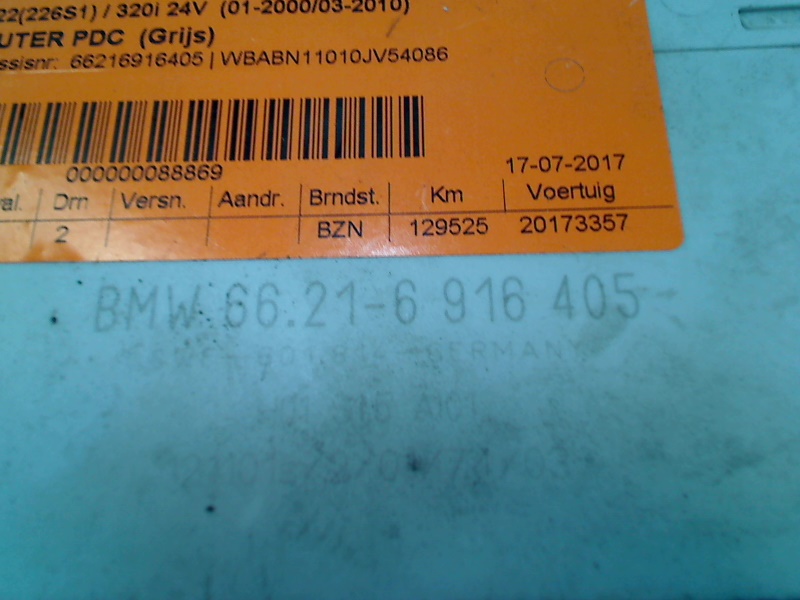 22(226S1) / 320i 24V (01-2000/03-2010)
UTER PDC (Grijs)
ssisnr: 66216916405 | WBABN11010JV54086
000000088869
17-07-2017
al. Drn Versn. Aandr. Brndst. Km Voertuig
2 BZN 129525 20173357
BMW 66.21-6 916 405
GERMANY